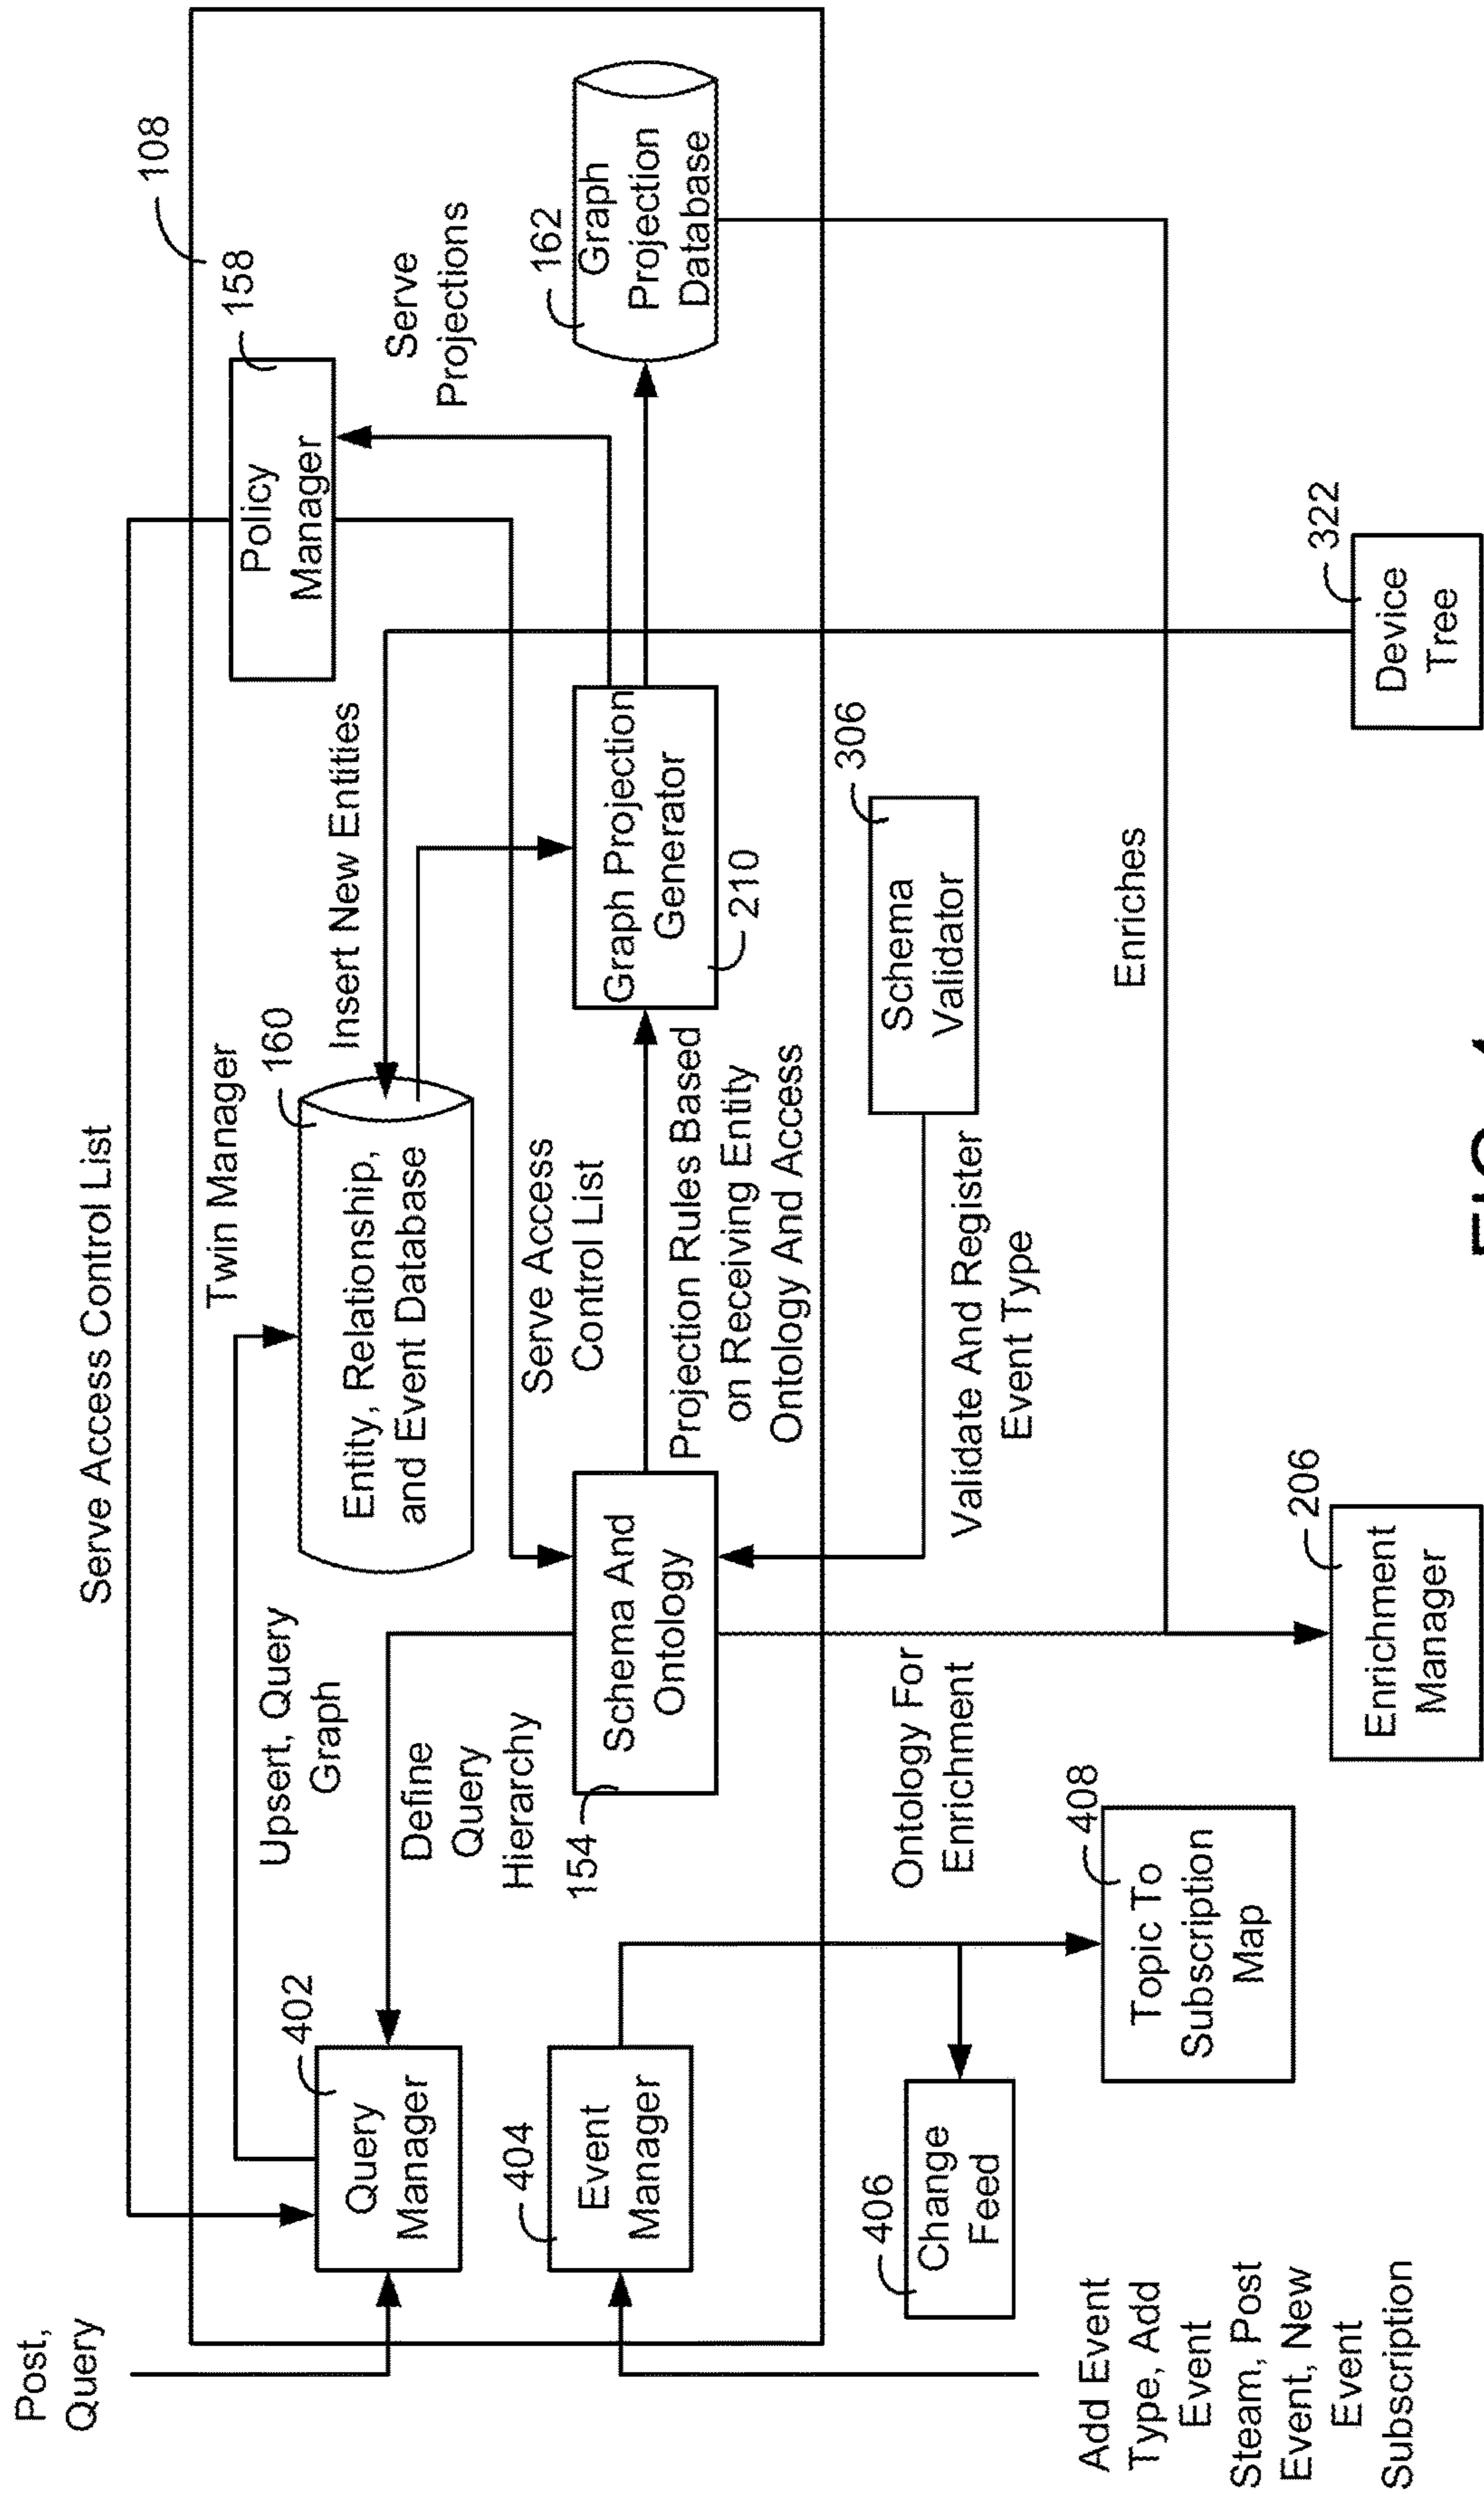 Post,
Query
Serve Access Control List
108
Twin Manager
158
Policy
Manager
Upsert, Query
Graph
402
Query
Manager
160
Entity, Relationship,
and Event Database
Insert New Entities
Serve
Projections
Define
Query
Hierarchy
Serve Access
Control List
404
Event
Manager
154
Schema And
Ontology
Projection Rules Based
on Receiving Entity
Ontology And Access
Graph Projection
Generator
210
162
Graph
Projection
Database
406
Change
Feed
Ontology For
Enrichment
Validate And Register
Event Type
306
Schema
Validator
Enriches
Add Event
Type, Add
Event
Steam, Post
Event, New
Event
Subscription
408
Topic To
Subscription
Map
206
Enrichment
Manager
322
Device
Tree